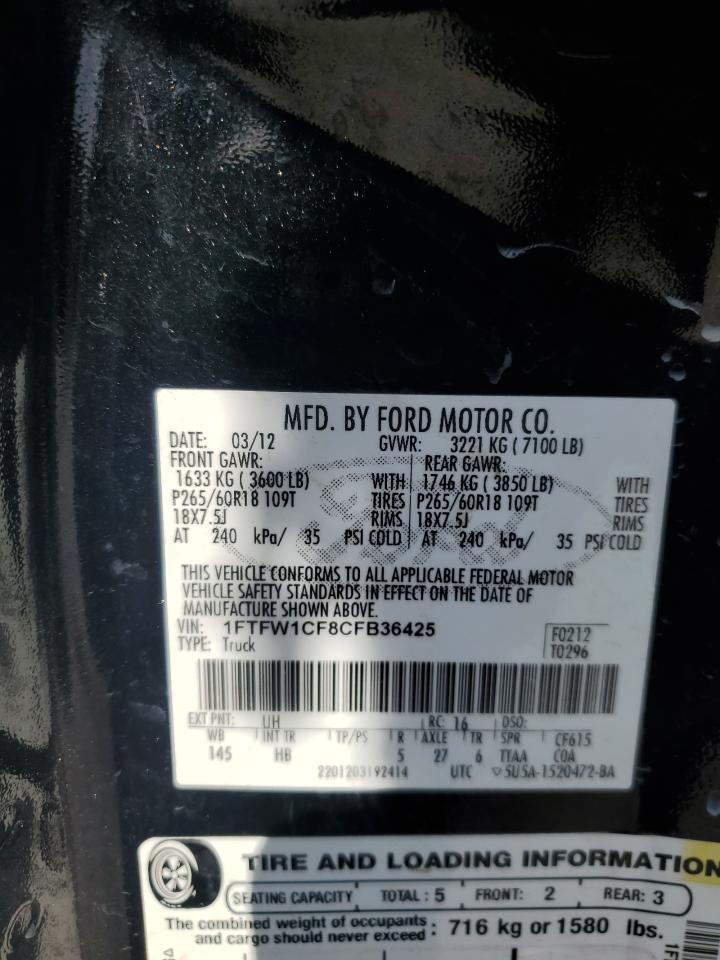 MFD. BY FORD MOTOR CO.
DATE: 03/12 GVWR: 3221 KG ( 7100 LB)
FRONT GAWR: REAR GAWR:
1633 KG ( 3600 LB) WITH 1746 KG ( 3850 LB) WITH
P265/60R18 109T TIRES P265/60R18 109T TIRES
18X7.5J RIMS 18X7.5J RIMS
AT 240 kPa/ 35 PSI COLD AT 240 kPa/ 35 PSI COLD
THIS VEHICLE CONFORMS TO ALL APPLICABLE FEDERAL MOTOR
VEHICLE SAFETY STANDARDS IN EFFECT ON THE DATE OF
MANUFACTURE SHOWN ABOVE.
VIN: 1FTFW1CF8CFB36425 F0212
TYPE: Truck T0296
EXT PNT: UH RC: 16 DSO:
WB INT TR TP/PS R AXLE TR SPR CF615
145 HB 5 27 6 TTAA COA
2201203192414 UTC ▽5U5A-1520472-BA
TIRE AND LOADING INFORMATION
SEATING CAPACITY TOTAL : 5 FRONT: 2 REAR: 3
The combined weight of occupants : 716 kg or 1580 lbs.
and cargo should never exceed :